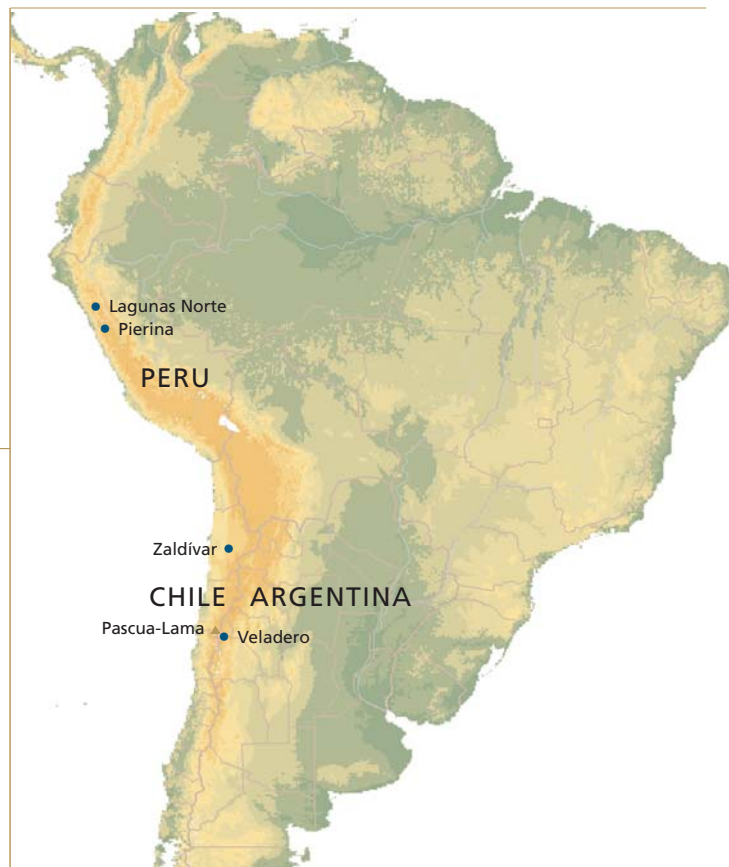 Lagunas Norte
Pierina
PERU
Zaldívar
CHILE ARGENTINA
Pascua-Lama
Veladero